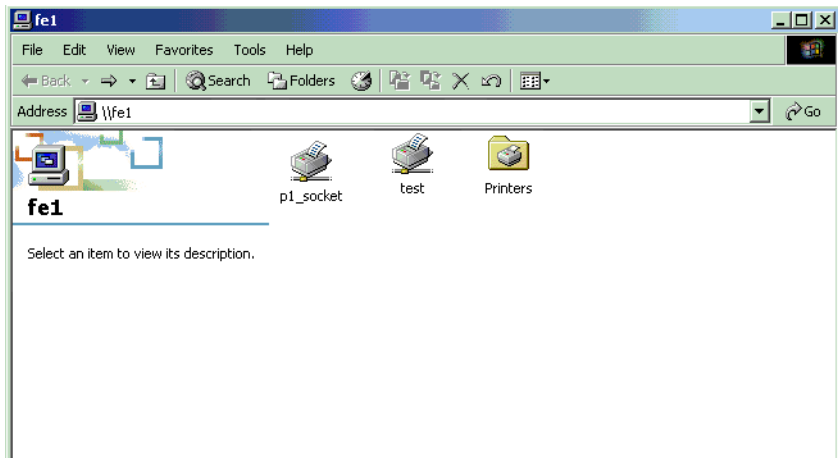 fe1
File Edit View Favorites Tools Help
Back Search Folders
Address \\fe1 Go
p1_socket test Printers
fe1
Select an item to view its description.